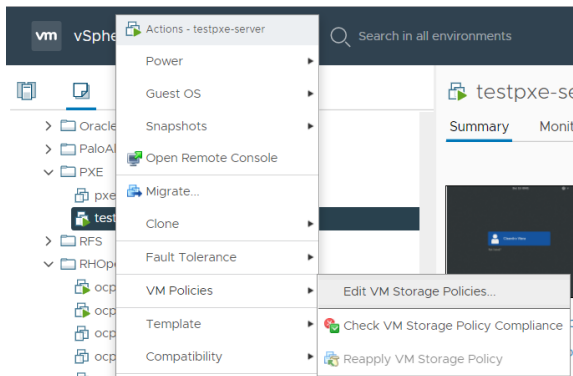 vm vSphe
Search in all environments
Actions - testpxe-server
Power
Guest OS
Snapshots
Open Remote Console
Migrate...
Clone
Fault Tolerance
VM Policies
Template
Compatibility
Edit VM Storage Policies...
Check VM Storage Policy Compliance
Reapply VM Storage Policy
Oracle
PaloAl
PXE
pxe
test
RFS
RHOpe
ocp
ocp
ocp
ocp
testpxe-se
Summary Monit